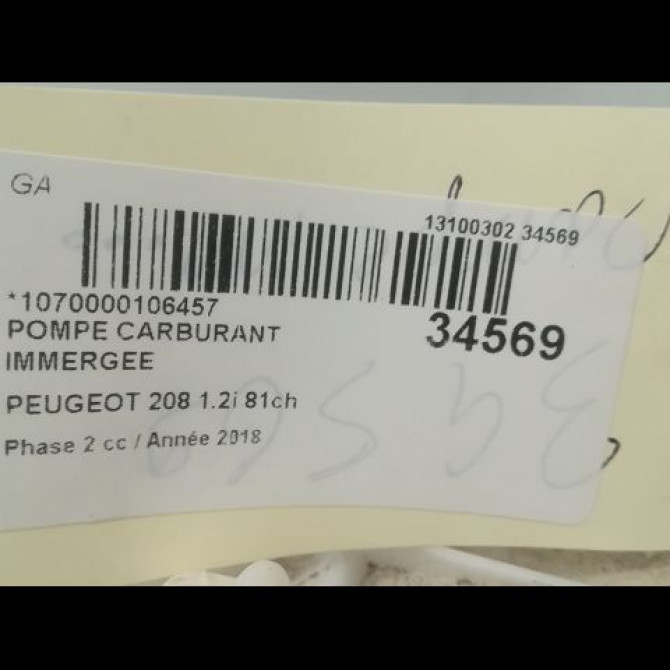 GA
13100302 34569
*1070000106457
34569
POMPE CARBURANT
IMMERGEE
PEUGEOT 208 1.2i 81ch
Phase 2 cc / Année 2018